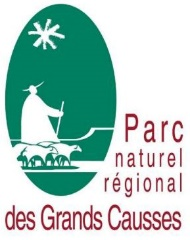 Parc
naturel
régional
des Grands Causses